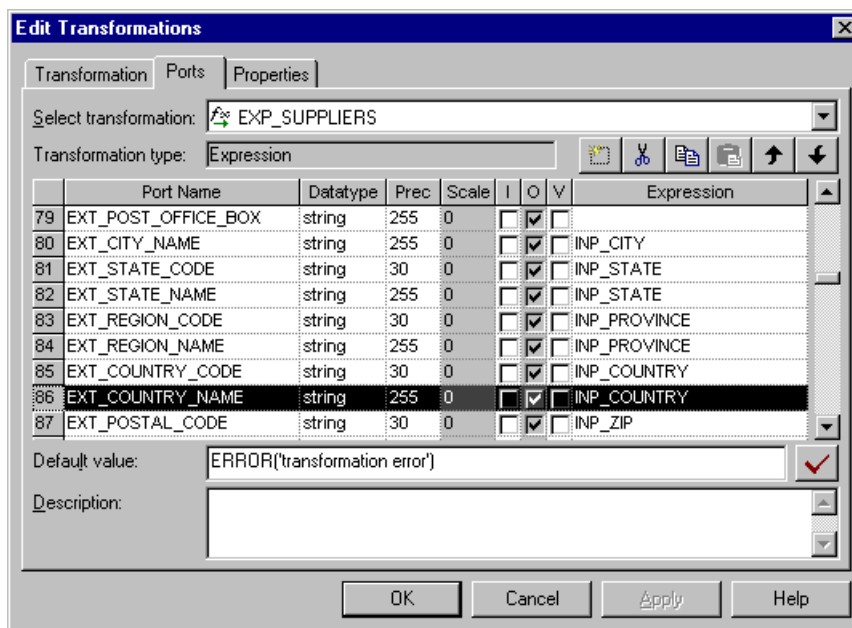 Edit Transformations
Transformation Ports Properties
Select transformation: EXP_SUPPLIERS
Transformation type: Expression
Port Name Datatype Prec Scale I O V Expression
79 EXT_POST_OFFICE_BOX string 255 0
80 EXT_CITY_NAME string 255 0 INP_CITY
81 EXT_STATE_CODE string 30 0 INP_STATE
82 EXT_STATE_NAME string 255 0 INP_STATE
83 EXT_REGION_CODE string 30 0 INP_PROVINCE
84 EXT_REGION_NAME string 255 0 INP_PROVINCE
85 EXT_COUNTRY_CODE string 30 0 INP_COUNTRY
86 EXT_COUNTRY_NAME string 255 0 INP_COUNTRY
87 EXT_POSTAL_CODE string 30 0 INP_ZIP
Default value: ERROR('transformation error')
Description:
OK Cancel Apply Help